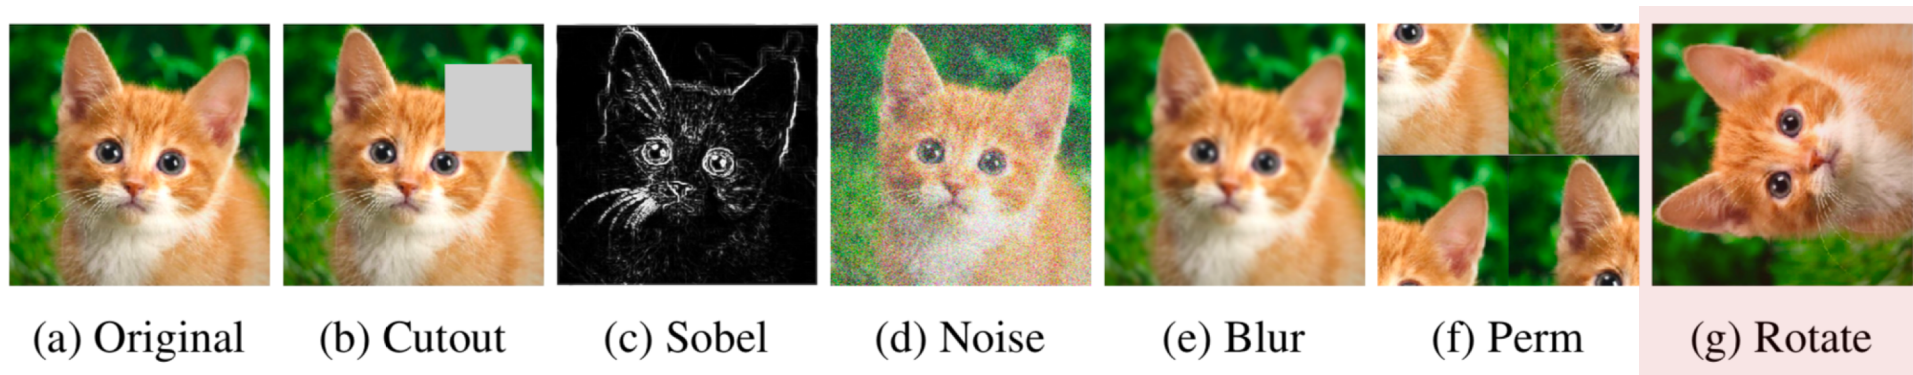 (a) Original (b) Cutout (c) Sobel (d) Noise (e) Blur (f) Perm (g) Rotate